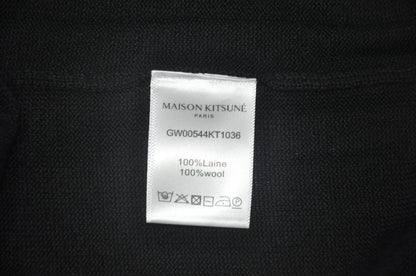 MAISON KITSUNÉ
PARIS
GW00544KT1036
100%Laine
100%wool